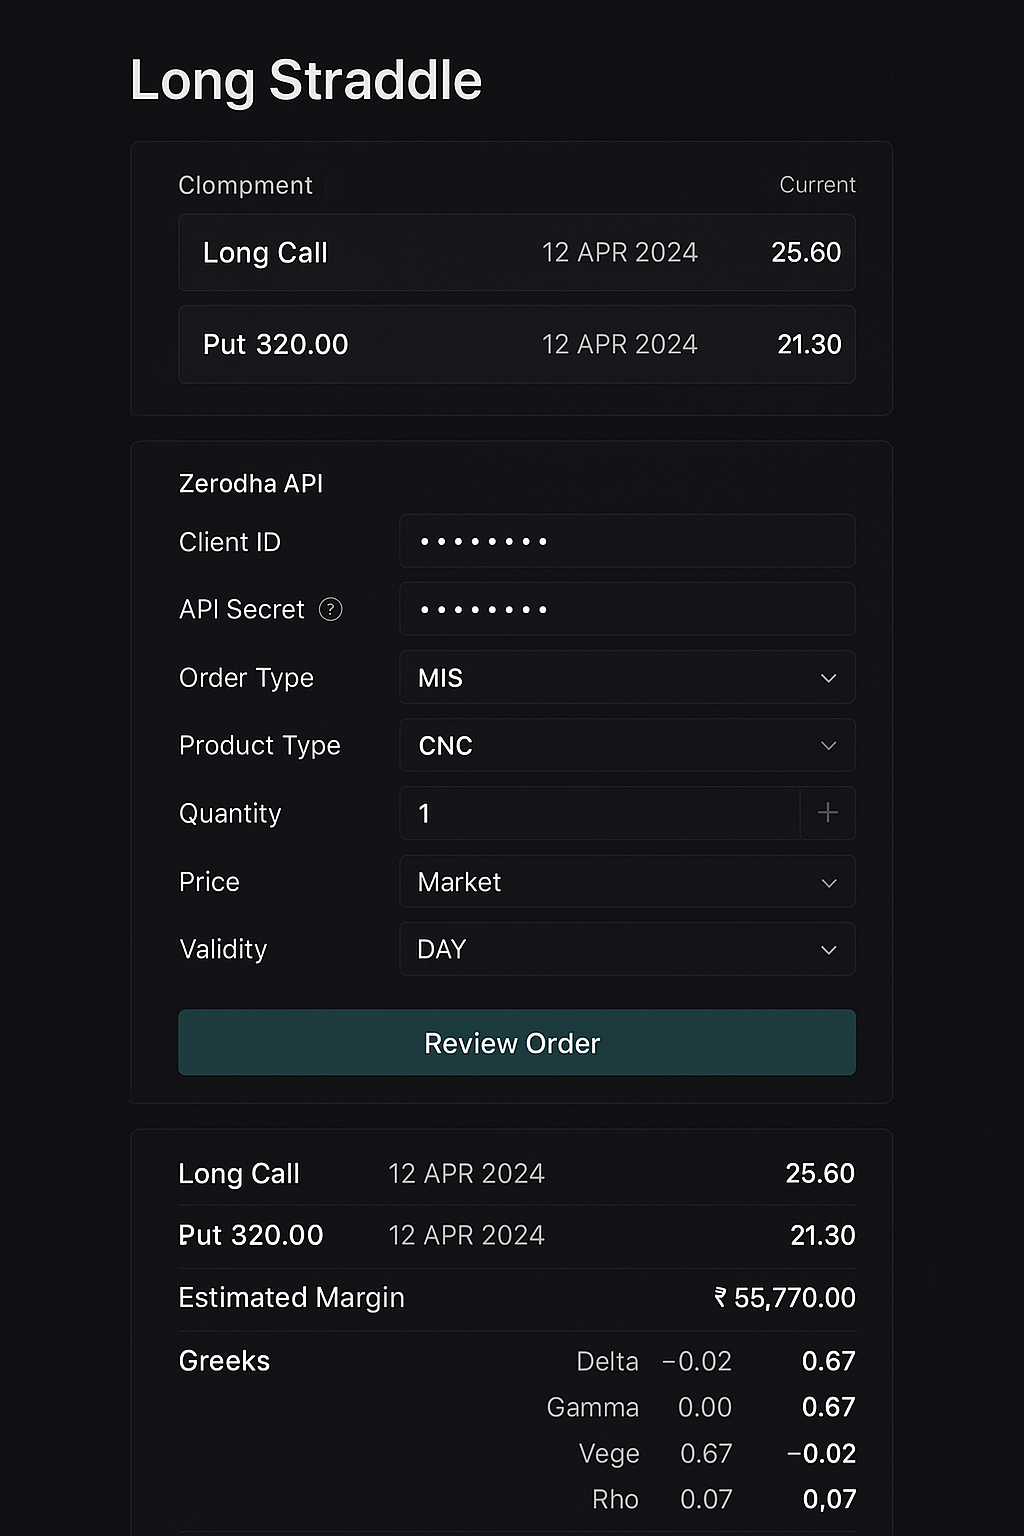 Long Straddle
Clompment Current
Long Call 12 APR 2024 25.60
Put 320.00 12 APR 2024 21.30
Zerodha API
Client ID ••••••••
API Secret ? ••••••••
Order Type MIS
Product Type CNC
Quantity 1 +
Price Market
Validity DAY
Review Order
Long Call 12 APR 2024 25.60
Put 320.00 12 APR 2024 21.30
Estimated Margin ₹ 55,770.00
Greeks Delta −0.02 0.67
Gamma 0.00 0.67
Vege 0.67 −0.02
Rho 0.07 0,07